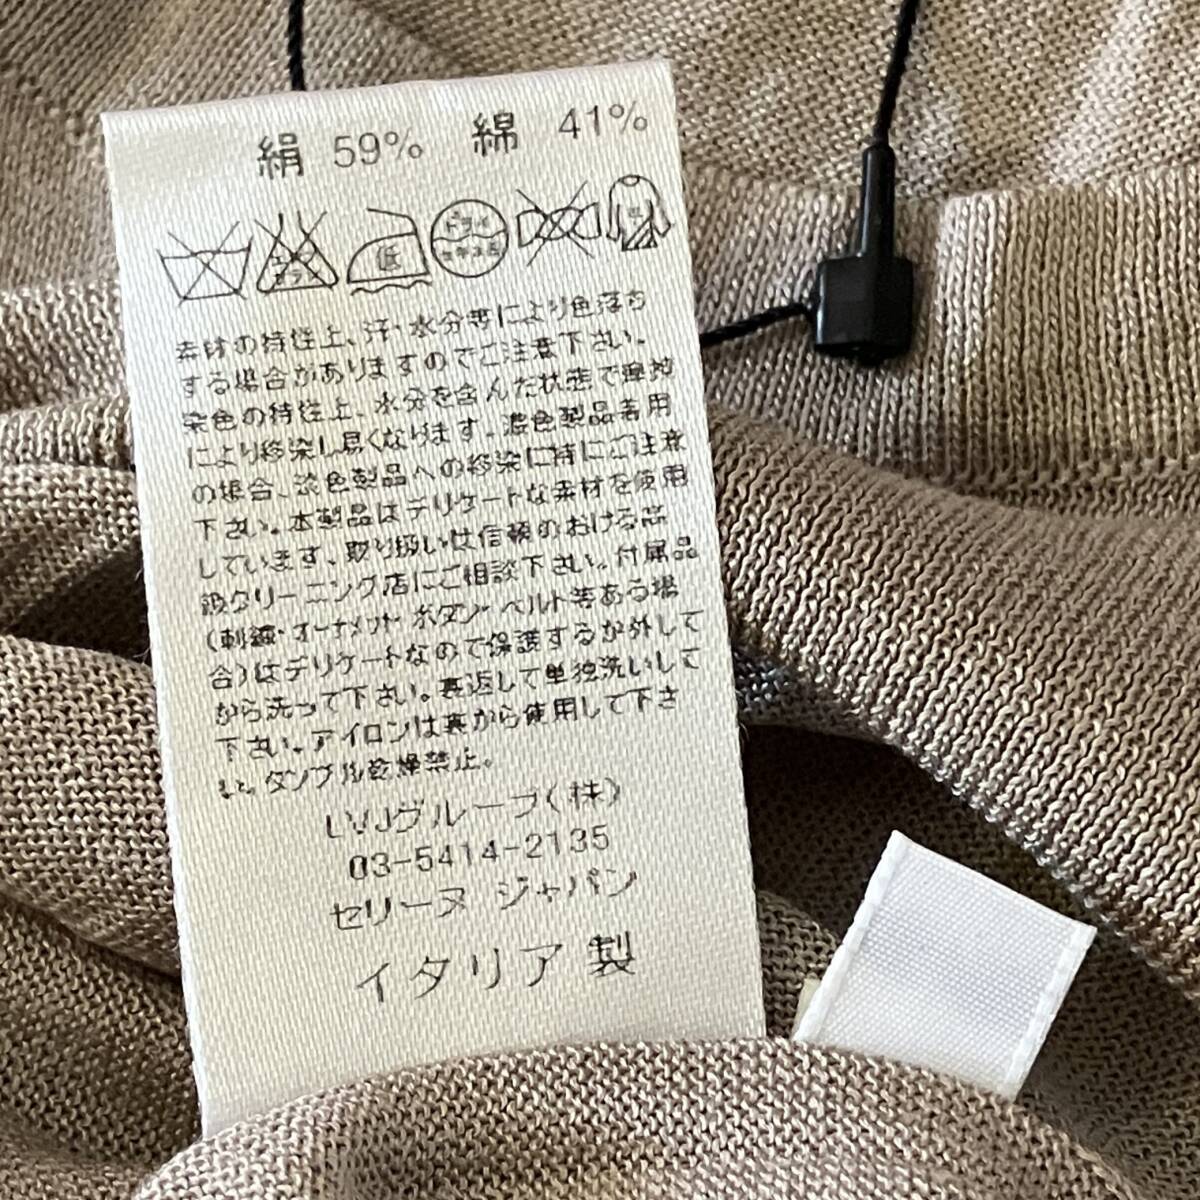 絹 59% 綿 41%
エンソ
サラシ
低
ドライ
セキユ系
素材の特性上、汗・水分等により色落ち
する場合がありますのでご注意下さい。
染色の特性上、水分を含んだ状態で摩擦
により移染し易くなります、濃色製品着用
の場合、淡色製品への移染に特にご注意
下さい。本製品はデリケートな素材を使用
しています、取り扱いは信頼のおける高
級クリーニング店にご相談下さい。付属品
(刺繍・オーナメント ボタン ベルト等ある場
合)はデリケートなので保護するか外して
から洗って下さい。裏返して単独洗いして
下さい。アイロンは裏から使用して下さ
い。タンブル乾燥禁止。
LVJグループ(株)
03-5414-2135
セリーヌ ジャパン
イタリア製